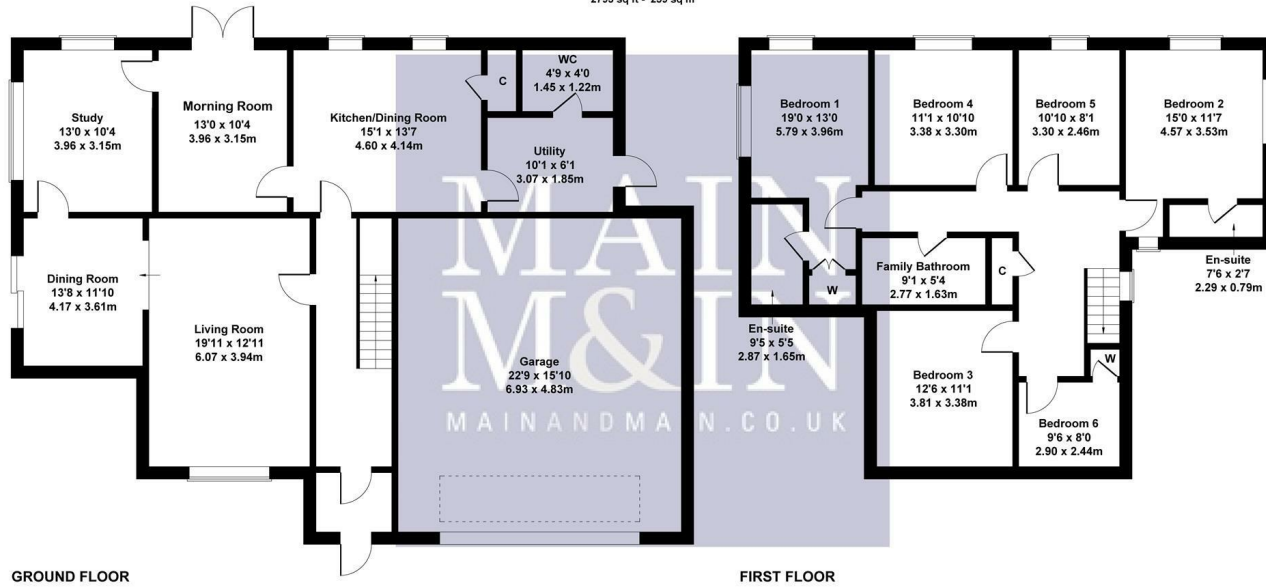 2795 sq ft - 259 sq m
Study
13'0 x 10'4
3.96 x 3.15m
Morning Room
13'0 x 10'4
3.96 x 3.15m
Kitchen/Dining Room
15'1 x 13'7
4.60 x 4.14m
C
WC
4'9 x 4'0
1.45 x 1.22m
Utility
10'1 x 6'1
3.07 x 1.85m
Dining Room
13'8 x 11'10
4.17 x 3.61m
Living Room
19'11 x 12'11
6.07 x 3.94m
Garage
22'9 x 15'10
6.93 x 4.83m
GROUND FLOOR
Bedroom 1
19'0 x 13'0
5.79 x 3.96m
Bedroom 4
11'1 x 10'10
3.38 x 3.30m
Bedroom 5
10'10 x 8'1
3.30 x 2.46m
Bedroom 2
15'0 x 11'7
4.57 x 3.53m
Family Bathroom
9'1 x 5'4
2.77 x 1.63m
C
W
En-suite
7'6 x 2'7
2.29 x 0.79m
En-suite
9'5 x 5'5
2.87 x 1.65m
Bedroom 3
12'6 x 11'1
3.81 x 3.38m
W
Bedroom 6
9'6 x 8'0
2.90 x 2.44m
FIRST FLOOR
MAIN
M&IN
MAINANDMAIN.CO.UK